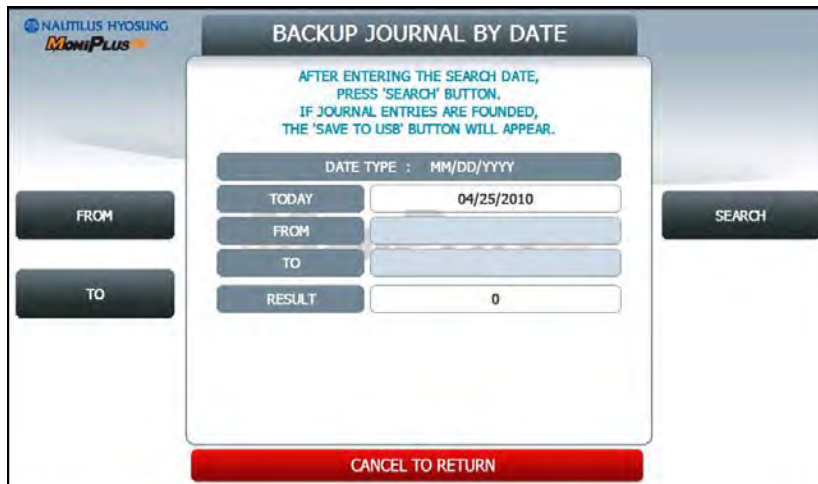 NAUTILUS HYOSUNG
MoniPlus
BACKUP JOURNAL BY DATE
AFTER ENTERING THE SEARCH DATE,
PRESS 'SEARCH' BUTTON.
IF JOURNAL ENTRIES ARE FOUNDED,
THE 'SAVE TO USB' BUTTON WILL APPEAR.
DATE TYPE : MM/DD/YYYY
TODAY 04/25/2010
FROM
TO
RESULT 0
FROM
TO
SEARCH
CANCEL TO RETURN